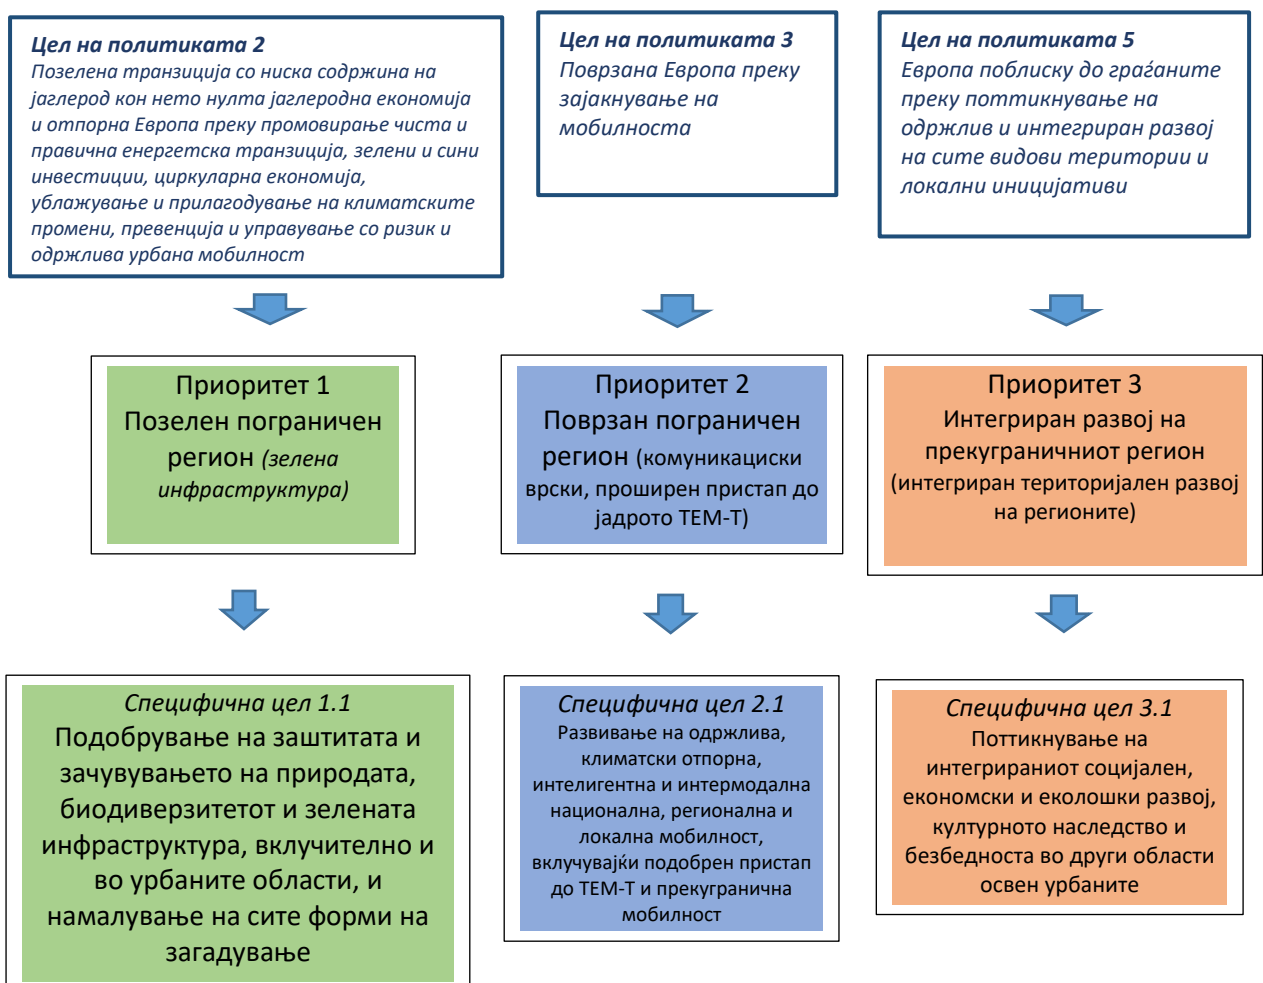 Цел на политиката 2
Позелена транзиција со ниска содржина на
јаглерод кон нето нулта јаглеродна економија
и отпорна Европа преку промовирање чиста и
правична енергетска транзиција, зелени и сини
инвестиции, циркуларна економија,
ублажување и прилагодување на климатските
промени, превенција и управување со ризик и
одржлива урбана мобилност
Цел на политиката 3
Поврзана Европа преку
зајакнување на
мобилноста
Цел на политиката 5
Европа поблиску до граѓаните
преку поттикнување на
одржлив и интегриран развој
на сите видови територии и
локални иницијативи
Приоритет 1
Позелен пограничен
регион (зелена
инфраструктура)
Приоритет 2
Поврзан пограничен
регион (комуникациски
врски, проширен пристап до
јадрото ТЕМ-Т)
Приоритет 3
Интегриран развој на
прекуграничниот регион
(интегриран територијален развој
на регионите)
Специфична цел 1.1
Подобрување на заштитата и
зачувувањето на природата,
биодиверзитетот и зелената
инфраструктура, вклучително и
во урбаните области, и
намалување на сите форми на
загадување
Специфична цел 2.1
Развивање на одржлива,
климатски отпорна,
интелигентна и интермодална
национална, регионална и
локална мобилност,
вклучувајќи подобрен пристап
до ТЕМ-Т и прекугранична
мобилност
Специфична цел 3.1
Поттикнување на
интегрираниот социјален,
економски и еколошки развој,
културното наследство и
безбедноста во други области
освен урбаните